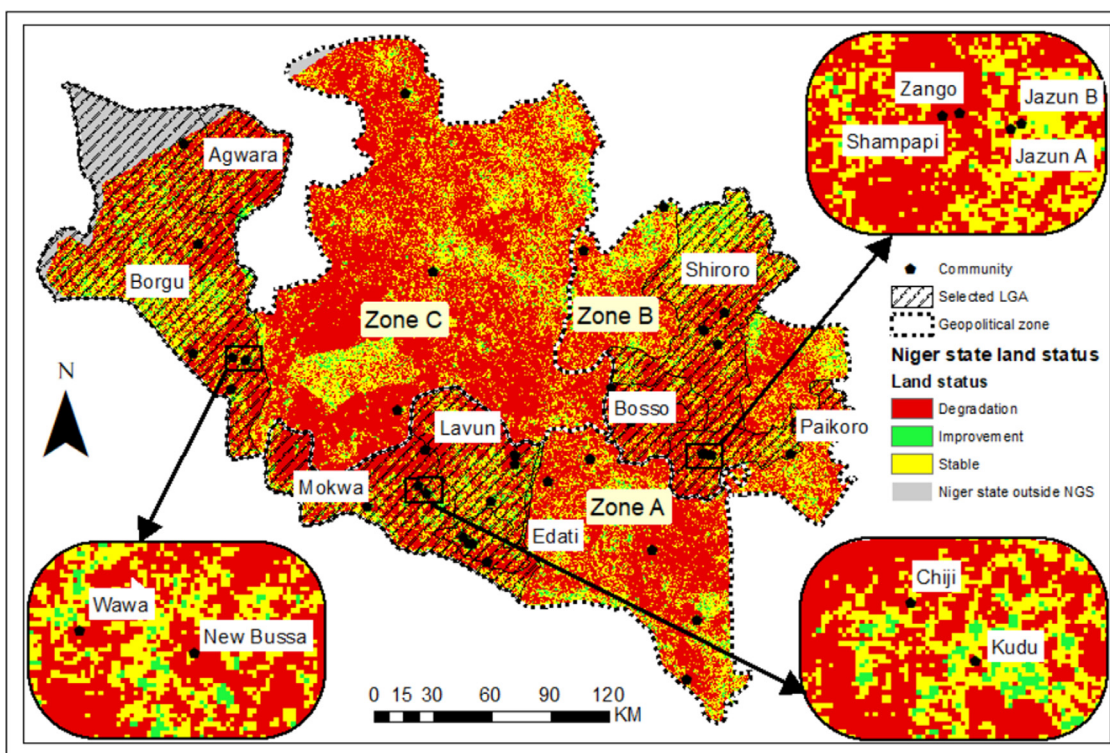 Zango
Jazun B
Shampapi
Jazun A
Agwara
Borgu
Shiroro
Zone C
Zone B
Community
Selected LGA
Geopolitical zone
Niger state land status
Land status
Degradation
Improvement
Stable
Niger state outside NGS
N
Bosso
Lavun
Paikoro
Mokwa
Zone A
Edati
Wawa
New Bussa
Chiji
Kudu
0 15 30 60 90 120
KM